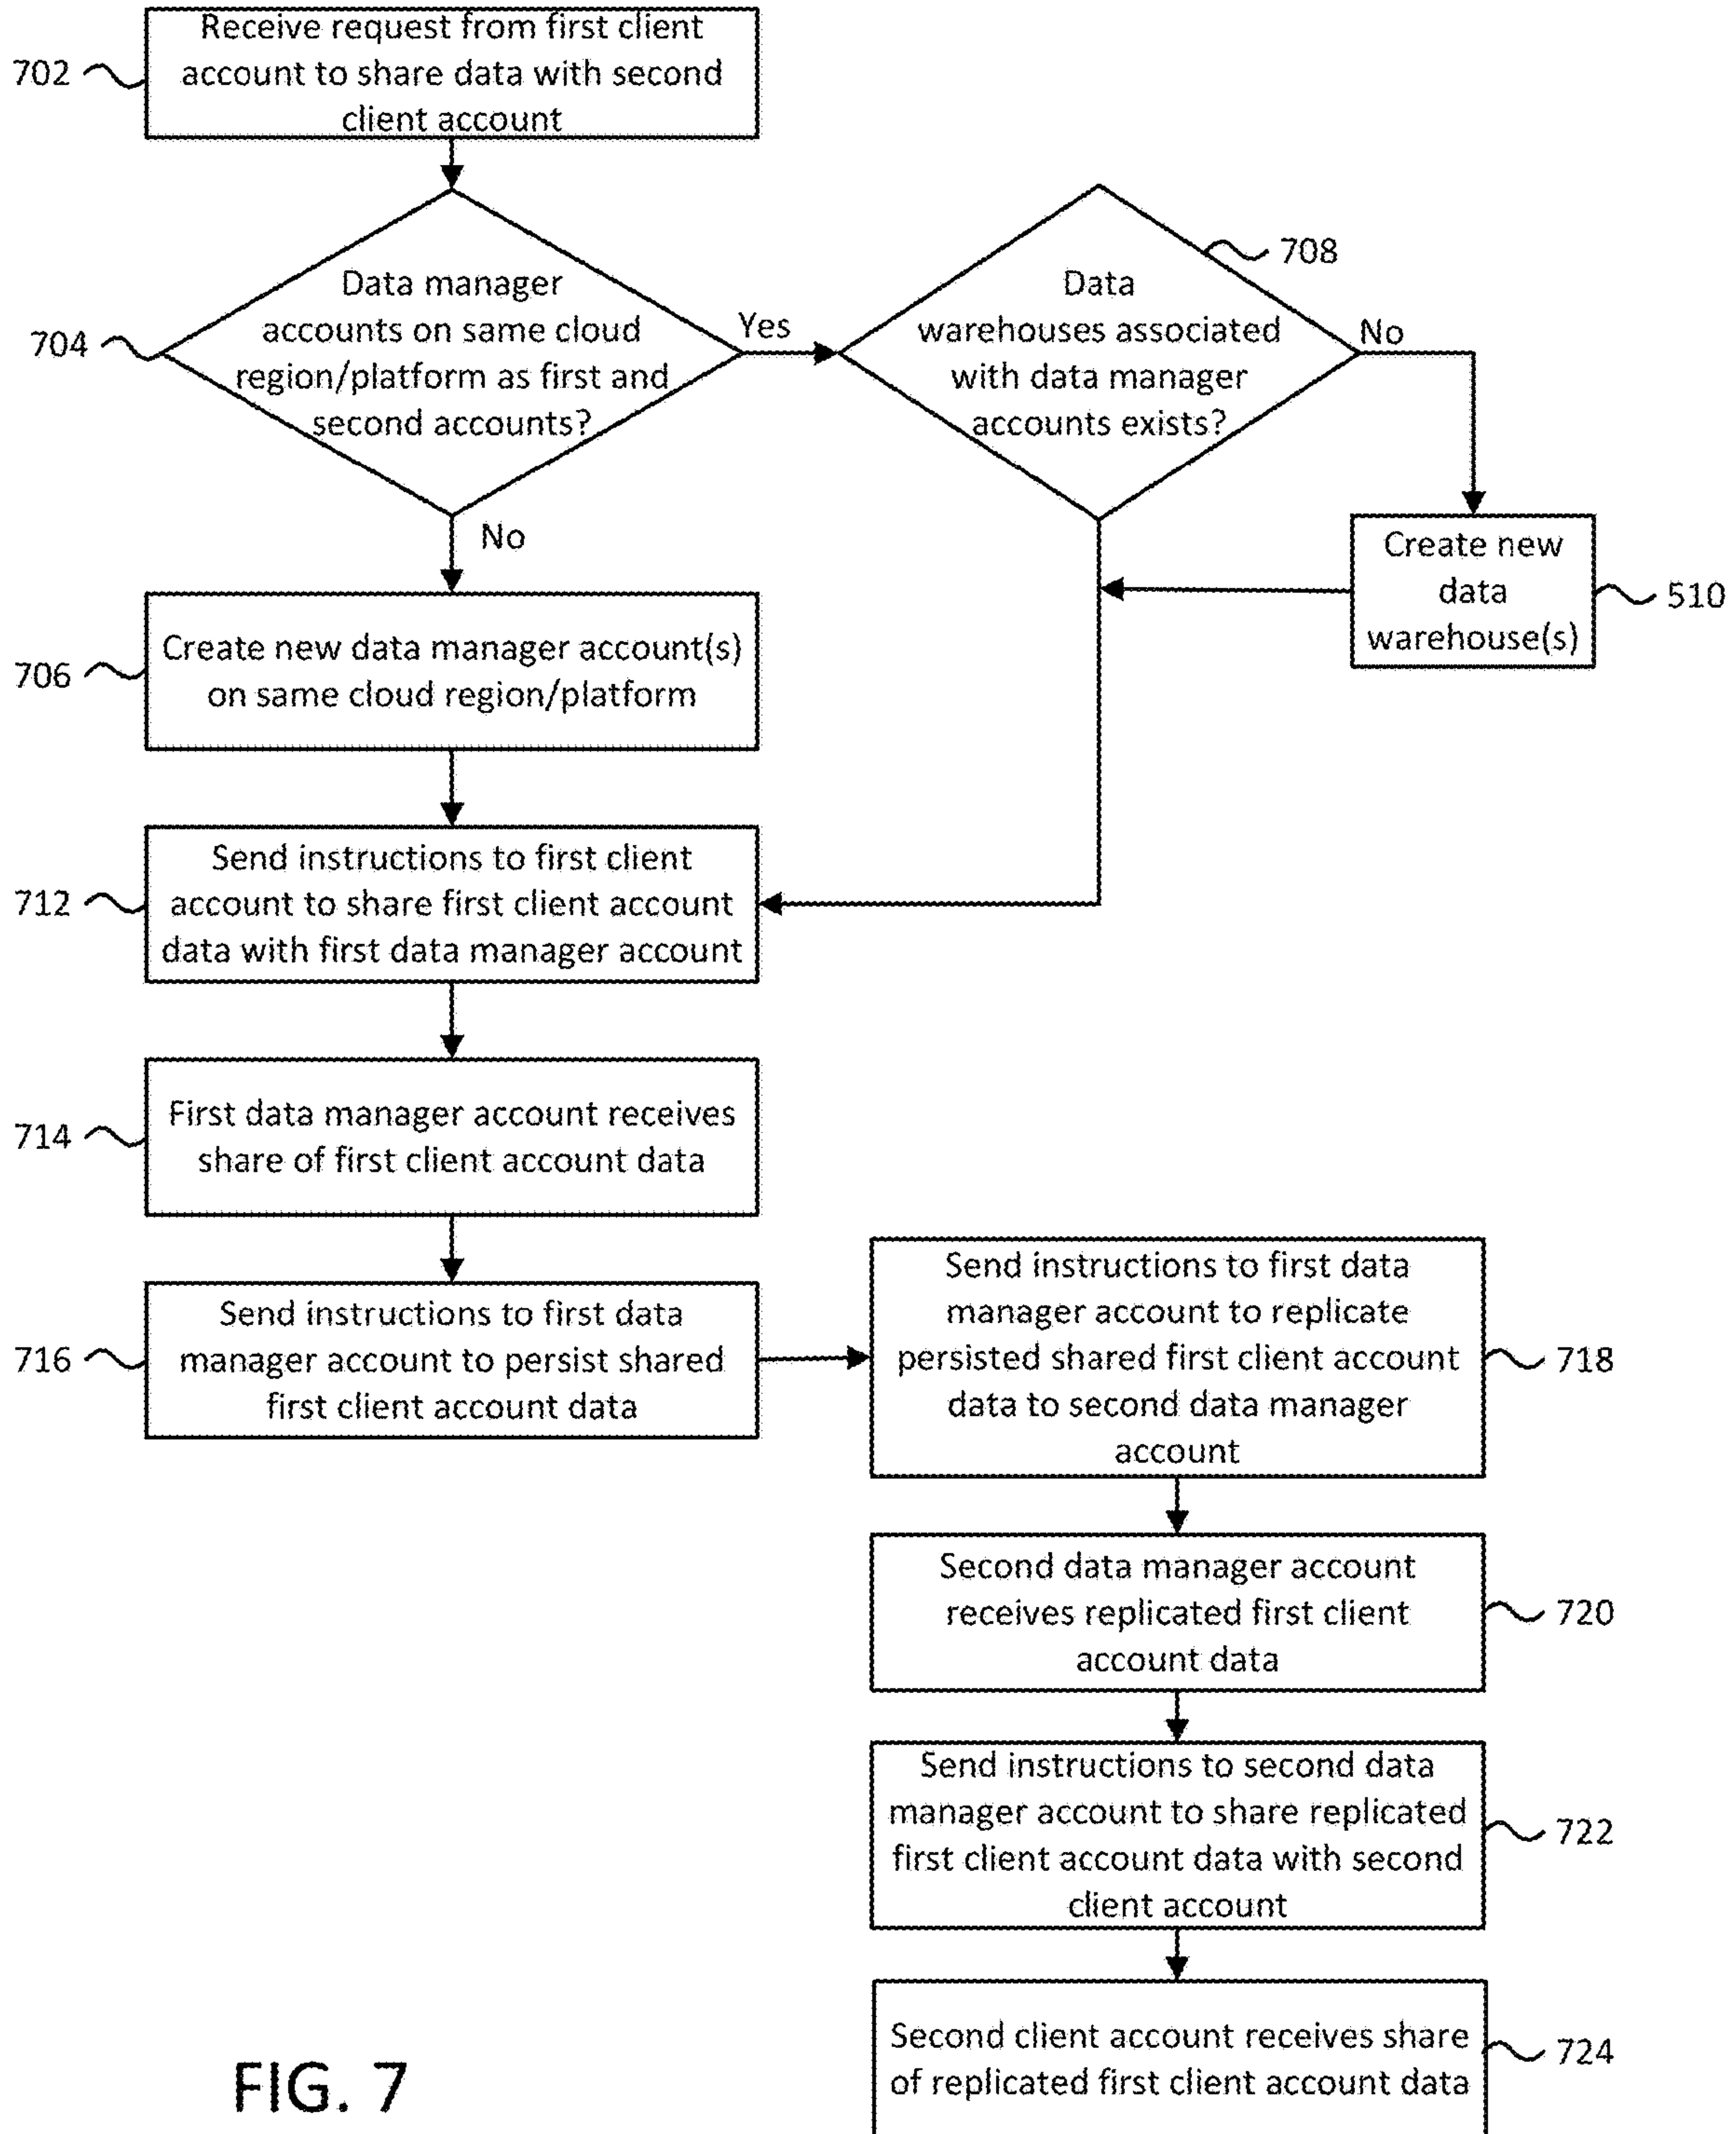 Receive request from first client
702
account to share data with second
client account
708
Data manager
accounts on same cloud
704
region/platform as first and
second accounts?
Yes
Data
warehouses associated
with data manager
accounts exists?
No
No
Create new
data
warehouse(s)
510
Create new data manager account(s)
706
on same cloud region/platform
Send instructions to first client
712
account to share first client account
data with first data manager account
First data manager account receives
714
share of first client account data
Send instructions to first data
716
manager account to persist shared
first client account data
Send instructions to first data
manager account to replicate
persisted shared first client account
718
data to second data manager
account
Second data manager account
receives replicated first client
720
account data
Send instructions to second data
manager account to share replicated
722
first client account data with second
client account
Second client account receives share
724
of replicated first client account data
FIG. 7